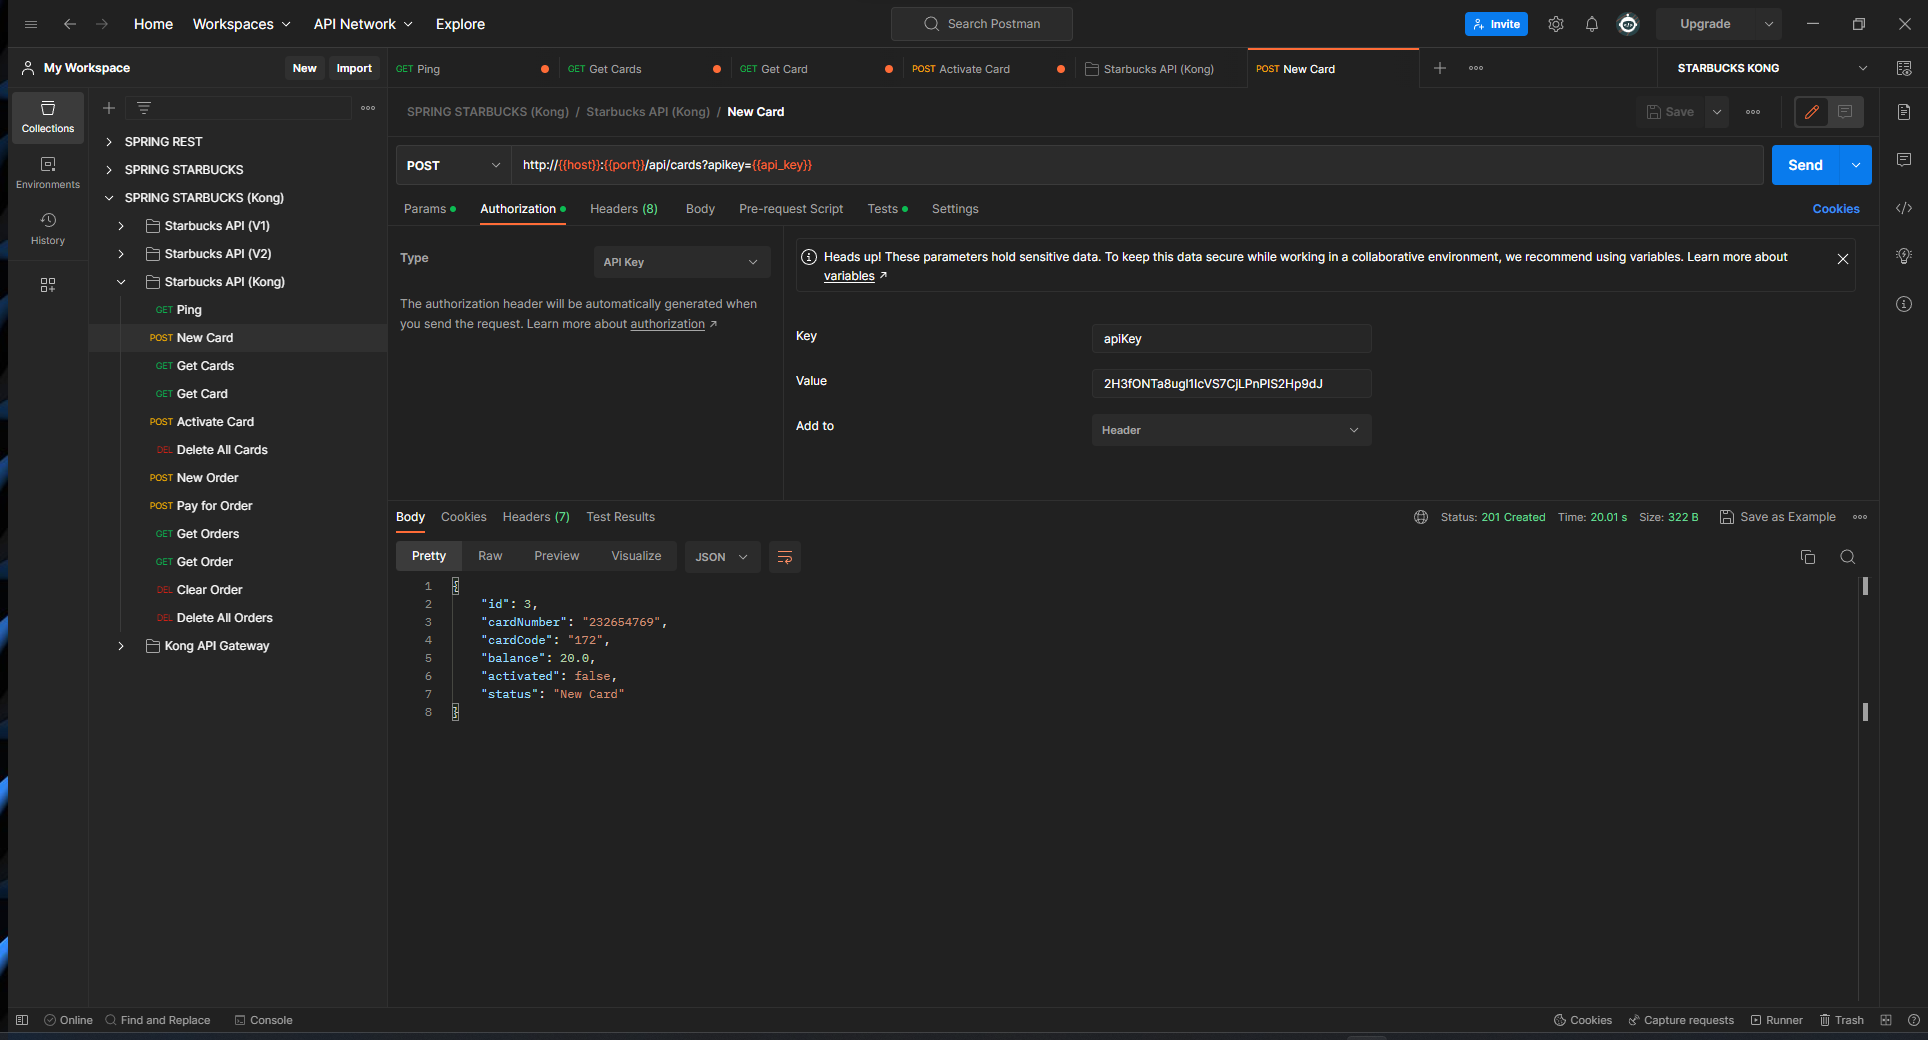 Home Workspaces API Network Explore Search Postman Invite Upgrade
My Workspace New Import
GET Ping GET Get Cards GET Get Card POST Activate Card Starbucks API (Kong) POST New Card STARBUCKS KONG
Collections
Environments
History
SPRING REST
SPRING STARBUCKS
SPRING STARBUCKS (Kong)
Starbucks API (V1)
Starbucks API (V2)
Starbucks API (Kong)
GET Ping
POST New Card
GET Get Cards
GET Get Card
POST Activate Card
DEL Delete All Cards
POST New Order
POST Pay for Order
GET Get Orders
GET Get Order
DEL Clear Order
DEL Delete All Orders
Kong API Gateway
SPRING STARBUCKS (Kong) / Starbucks API (Kong) / New Card Save
POST http://{{host}}:{{port}}/api/cards?apikey={{api_key}} Send
Params Authorization Headers (8) Body Pre-request Script Tests Settings Cookies
Type API Key
The authorization header will be automatically generated when
you send the request. Learn more about authorization ↗
Heads up! These parameters hold sensitive data. To keep this data secure while working in a collaborative environment, we recommend using variables. Learn more about
variables ↗
Key apiKey
Value 2H3fONTa8ugI1IcVS7CjLPnPIS2Hp9dJ
Add to Header
Body Cookies Headers (7) Test Results Status: 201 Created Time: 20.01 s Size: 322 B Save as Example
Pretty Raw Preview Visualize JSON
1 {
2 "id": 3,
3 "cardNumber": "232654769",
4 "cardCode": "172",
5 "balance": 20.0,
6 "activated": false,
7 "status": "New Card"
8 }
Online Find and Replace Console Cookies Capture requests Runner Trash